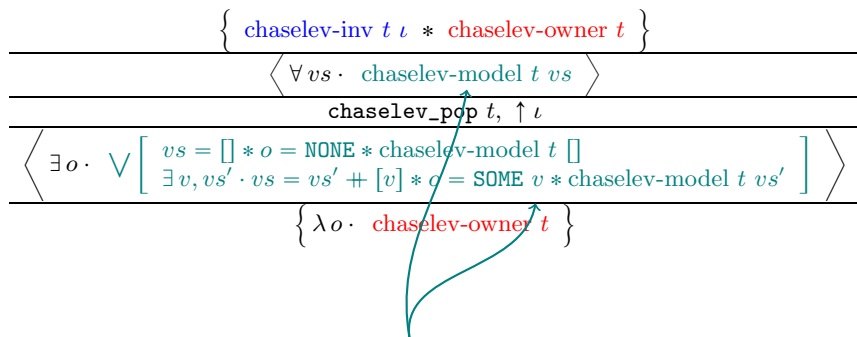 { chaselev-inv t ι * chaselev-owner t }
⟨ ∀ vs · chaselev-model t vs ⟩
chaselev_pop t, ↑ ι
⟨ ∃ o · ⋁ [ vs = [] * o = NONE * chaselev-model t []
∃ v, vs′ · vs = vs′ ⧺ [v] * o = SOME v * chaselev-model t vs′ ] ⟩
{ λ o · chaselev-owner t }